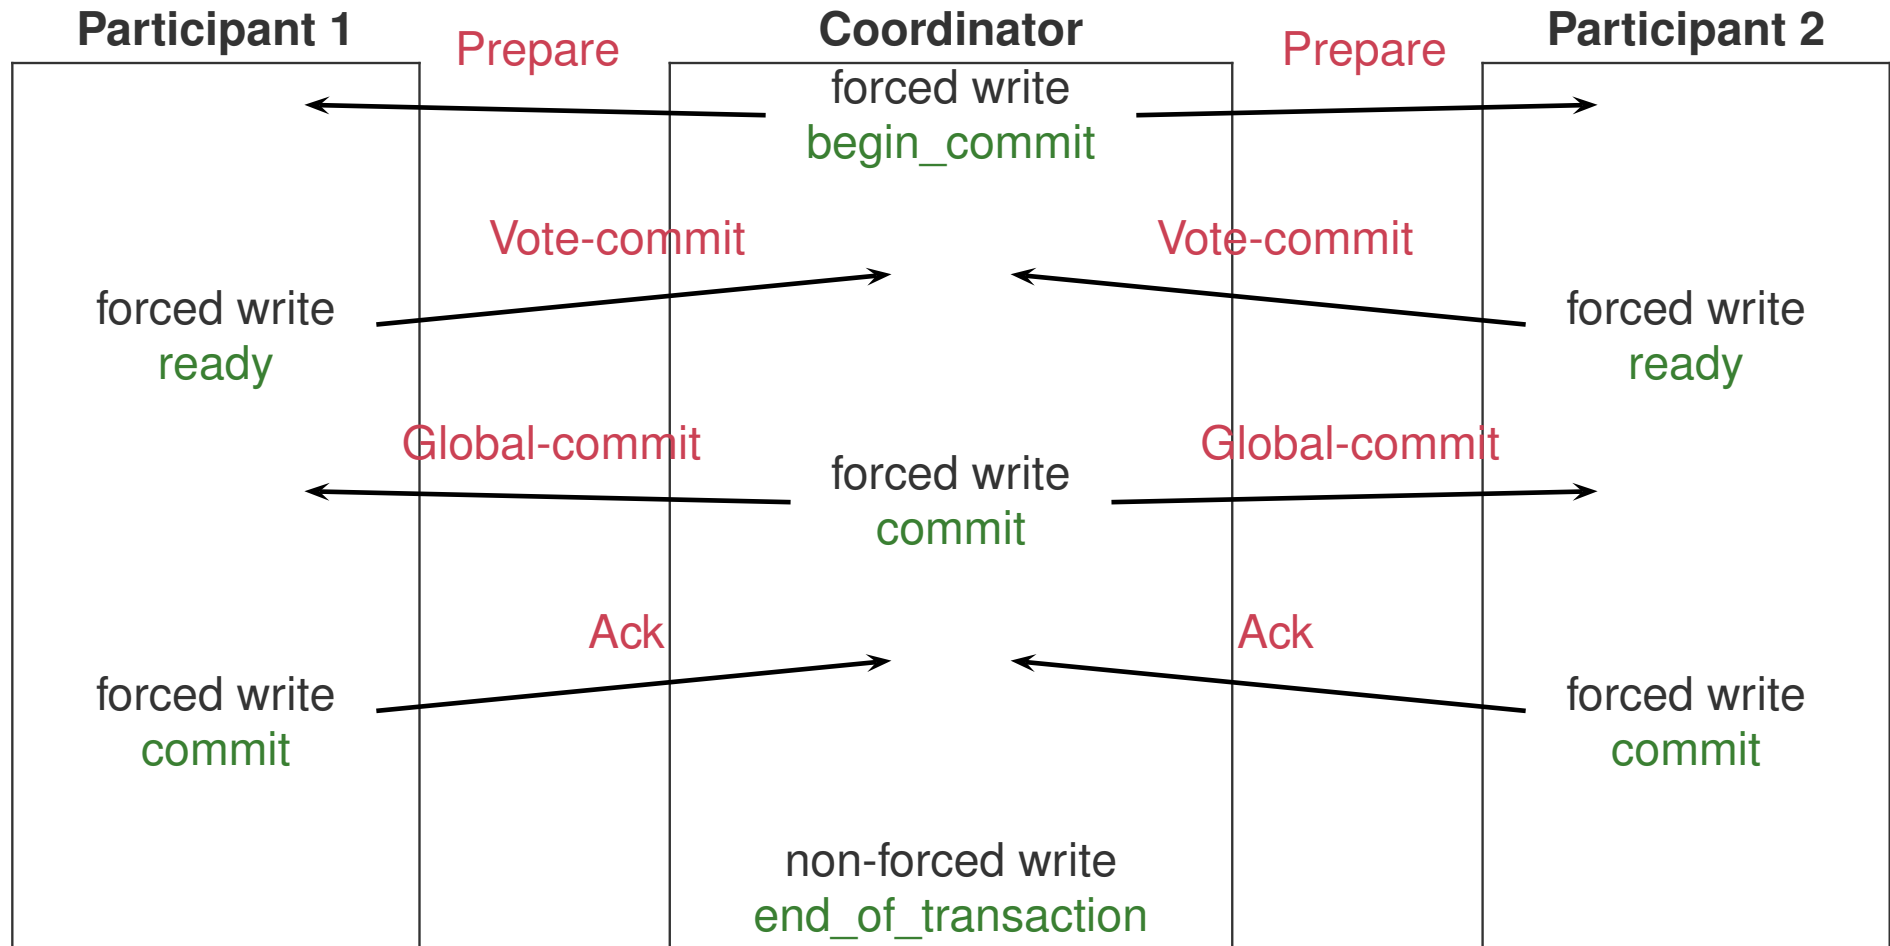 Participant 1
Coordinator
Participant 2
Prepare
Prepare
forced write
begin_commit
Vote-commit
Vote-commit
forced write
ready
forced write
ready
Global-commit
Global-commit
forced write
commit
Ack
Ack
forced write
commit
forced write
commit
non-forced write
end_of_transaction